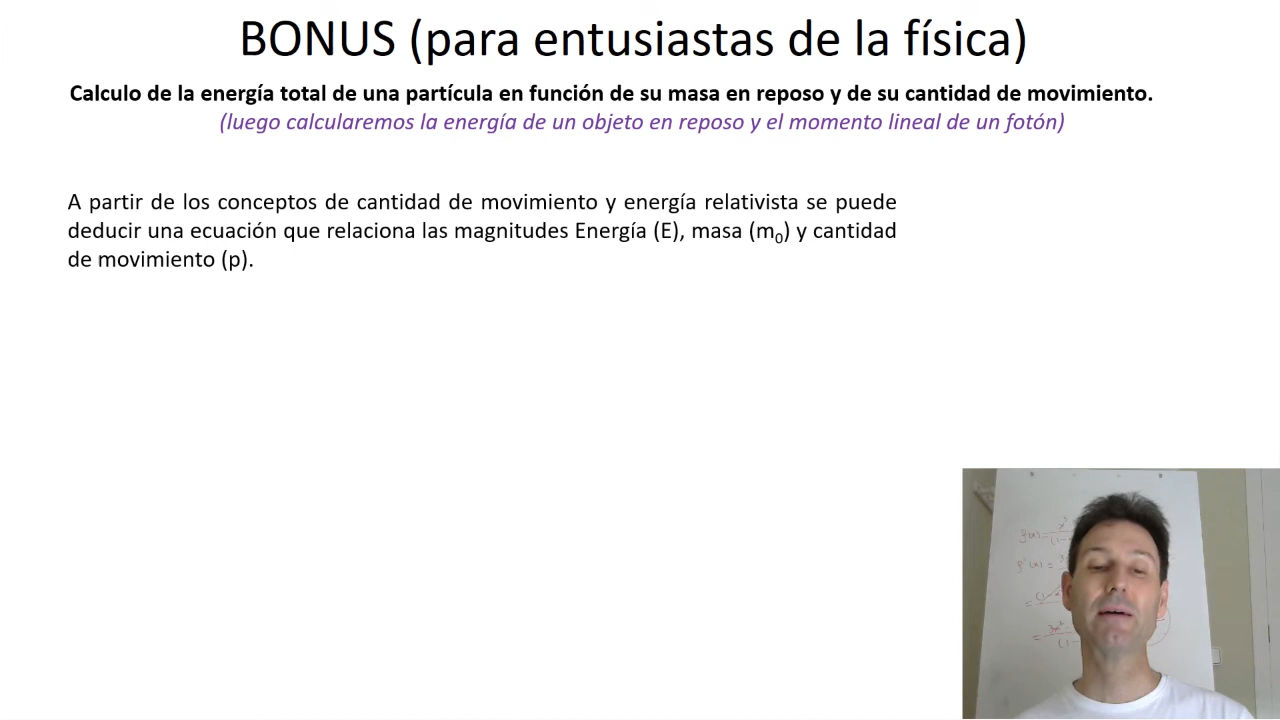 BONUS (para entusiastas de la física)
Calculo de la energía total de una partícula en función de su masa en reposo y de su cantidad de movimiento.
(luego calcularemos la energía de un objeto en reposo y el momento lineal de un fotón)
A partir de los conceptos de cantidad de movimiento y energía relativista se puede
deducir una ecuación que relaciona las magnitudes Energía (E), masa (m₀) y cantidad
de movimiento (p).